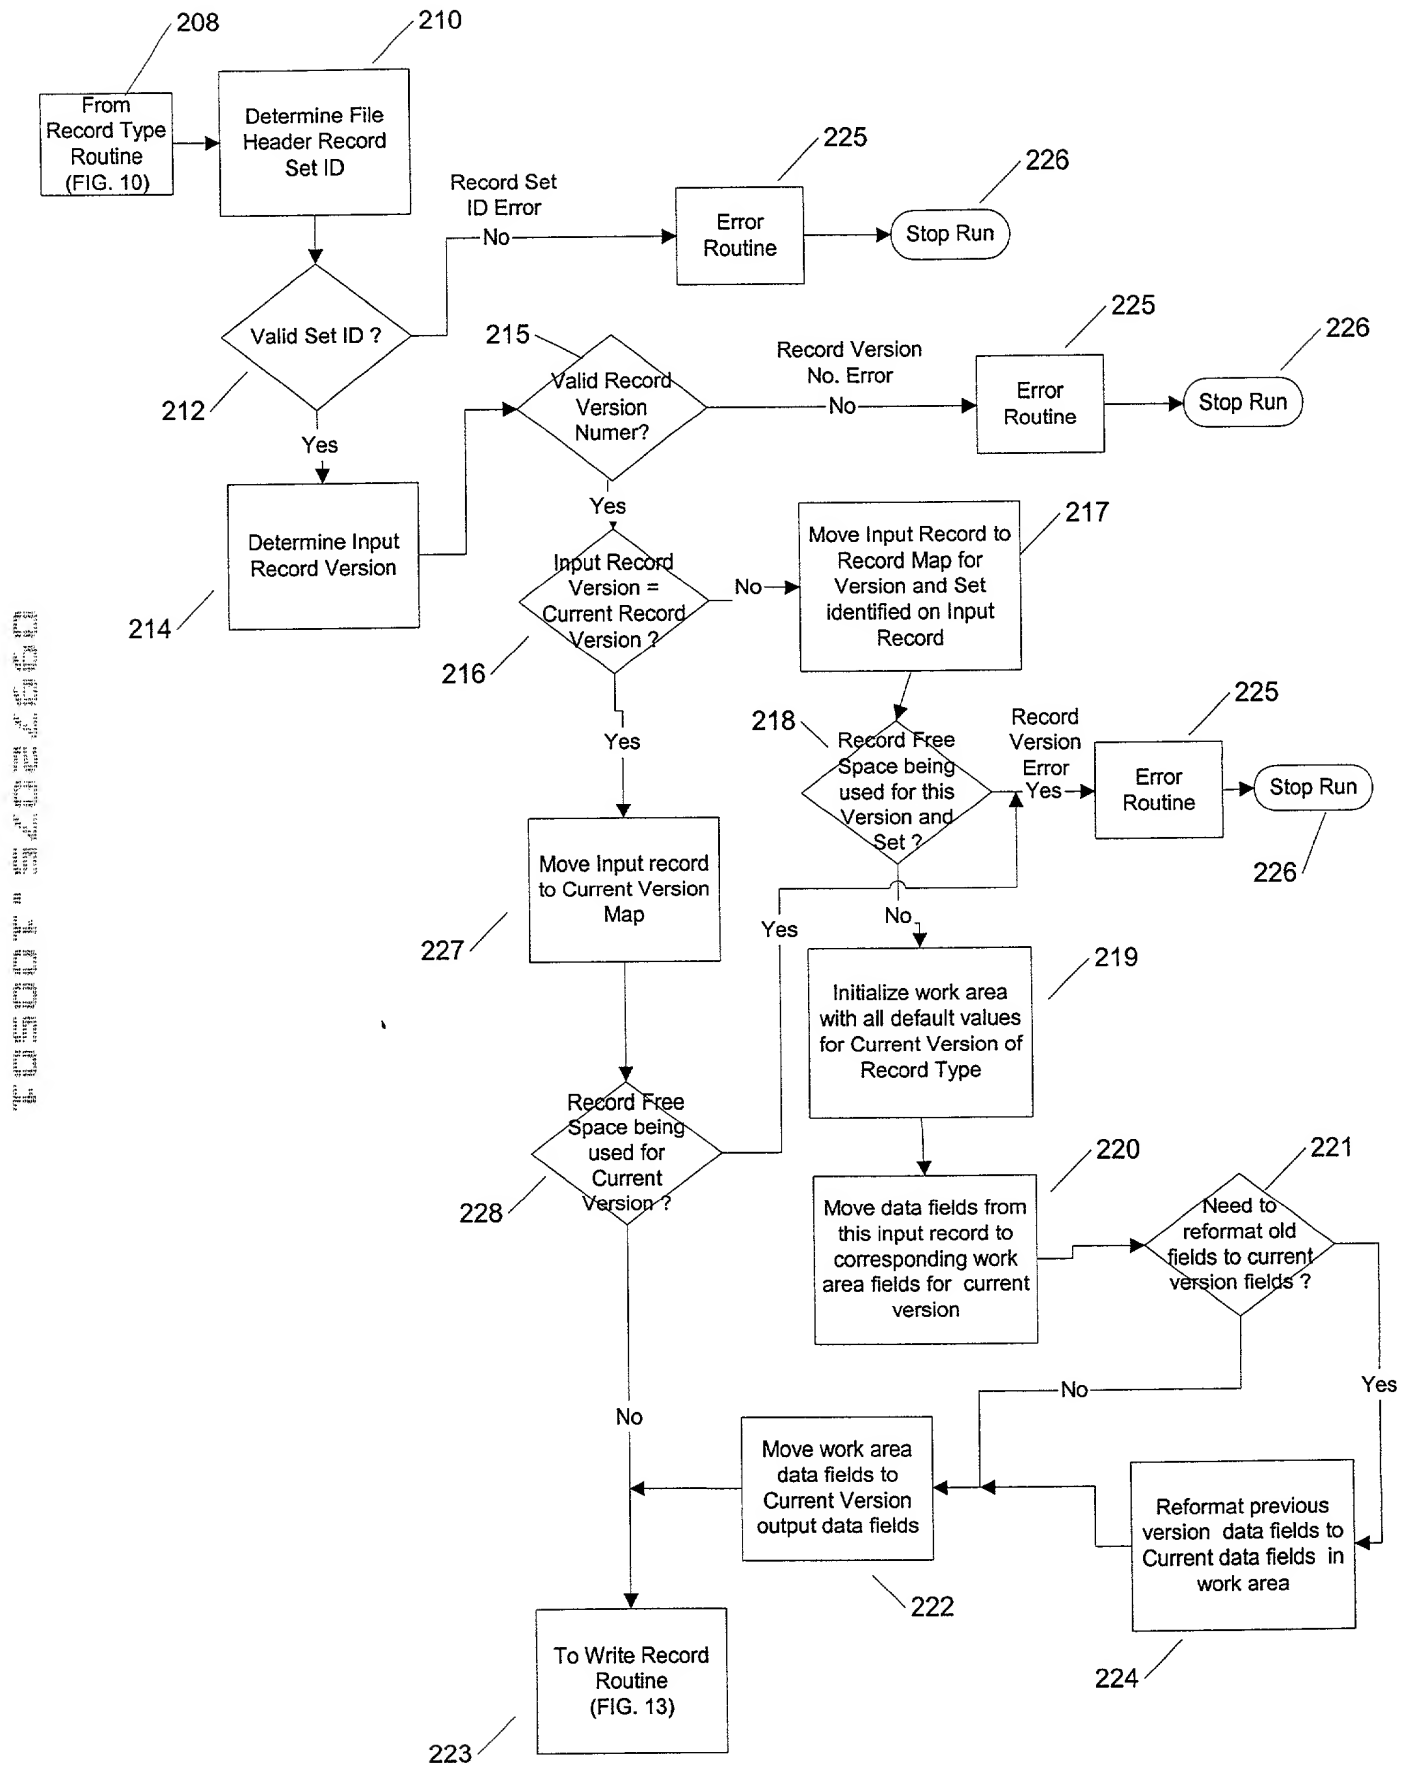 208
210
From
Record Type
Routine
(FIG. 10)
Determine File
Header Record
Set ID
225
226
Record Set
ID Error
No
Error
Routine
Stop Run
Valid Set ID ?
212
Yes
215
Valid Record
Version
Numer?
Record Version
No. Error
No
225
Error
Routine
226
Stop Run
Determine Input
Record Version
214
Yes
Input Record
Version =
Current Record
Version ?
216
No
Move Input Record to
Record Map for
Version and Set
identified on Input
Record
217
Yes
218
Record Free
Space being
used for this
Version and
Set ?
Record
Version
Error
Yes
225
Error
Routine
Stop Run
226
Move Input record
to Current Version
Map
227
Yes
No
Initialize work area
with all default values
for Current Version of
Record Type
219
Record Free
Space being
used for
Current
Version ?
228
Move data fields from
this input record to
corresponding work
area fields for current
version
220
221
Need to
reformat old
fields to current
version fields ?
No
Yes
No
Move work area
data fields to
Current Version
output data fields
222
Reformat previous
version data fields to
Current data fields in
work area
224
To Write Record
Routine
(FIG. 13)
223